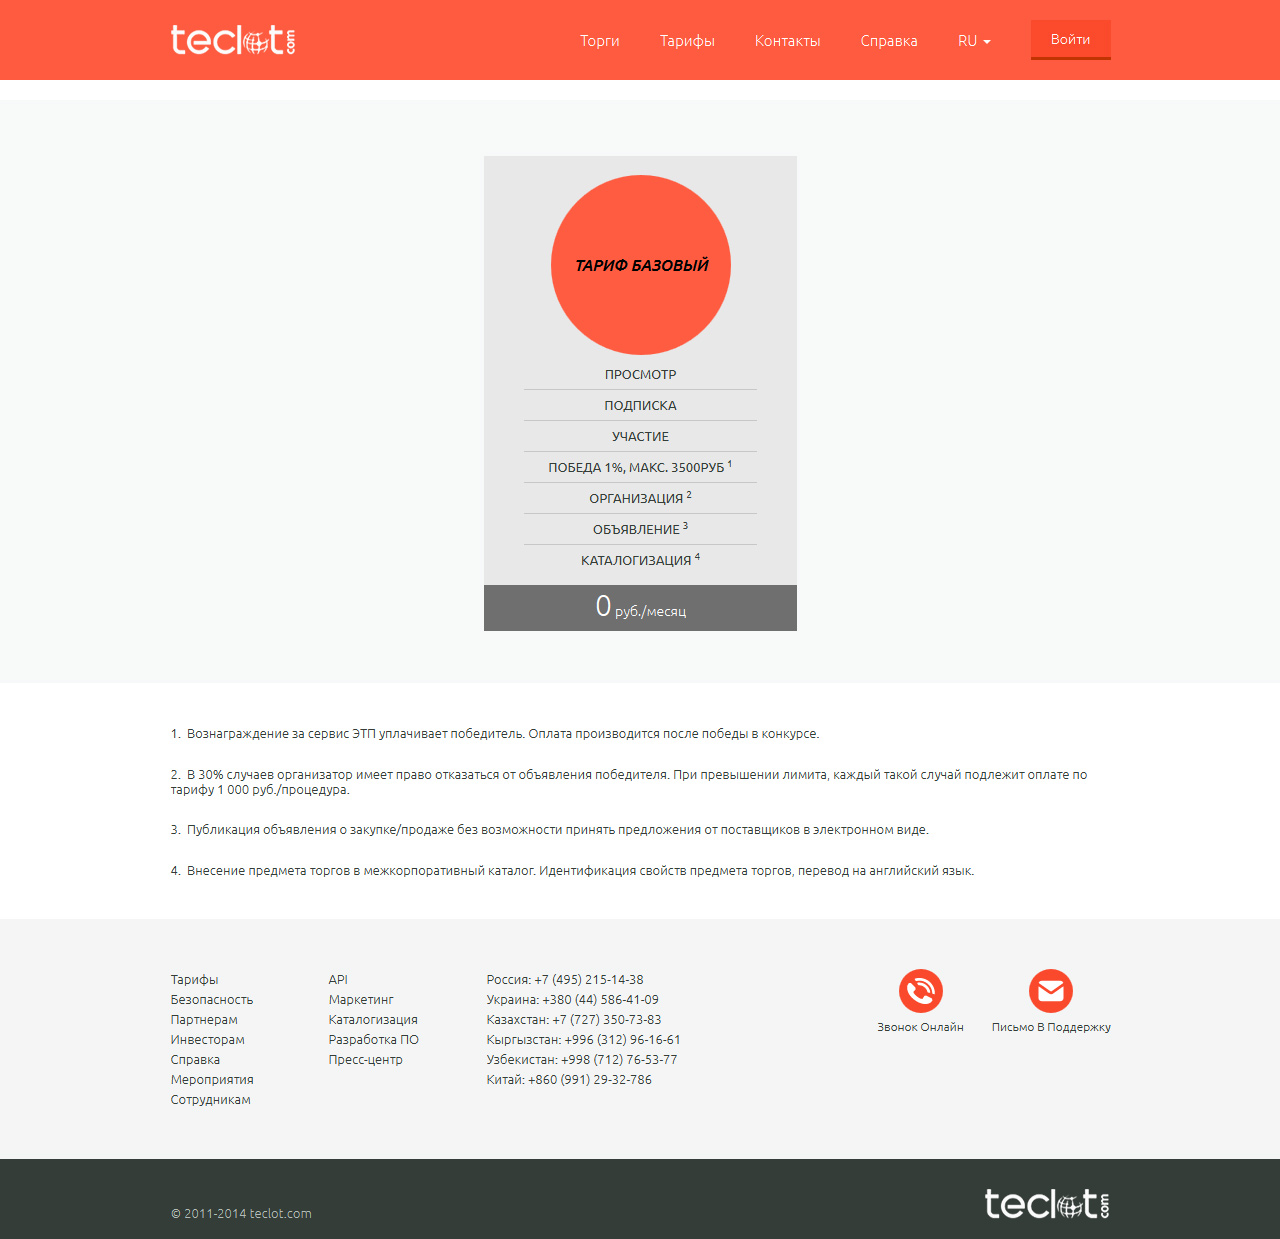 teclot.com
Торги
Тарифы
Контакты
Справка
RU
Войти
ТАРИФ БАЗОВЫЙ
ПРОСМОТР
ПОДПИСКА
УЧАСТИЕ
ПОБЕДА 1%, МАКС. 3500РУБ 1
ОРГАНИЗАЦИЯ 2
ОБЪЯВЛЕНИЕ 3
КАТАЛОГИЗАЦИЯ 4
0 руб./месяц
1. Вознаграждение за сервис ЭТП уплачивает победитель. Оплата производится после победы в конкурсе.
2. В 30% случаев организатор имеет право отказаться от объявления победителя. При превышении лимита, каждый такой случай подлежит оплате по
тарифу 1 000 руб./процедура.
3. Публикация объявления о закупке/продаже без возможности принять предложения от поставщиков в электронном виде.
4. Внесение предмета торгов в межкорпоративный каталог. Идентификация свойств предмета торгов, перевод на английский язык.
Тарифы
Безопасность
Партнерам
Инвесторам
Справка
Мероприятия
Сотрудникам
API
Маркетинг
Каталогизация
Разработка ПО
Пресс-центр
Россия: +7 (495) 215-14-38
Украина: +380 (44) 586-41-09
Казахстан: +7 (727) 350-73-83
Кыргызстан: +996 (312) 96-16-61
Узбекистан: +998 (712) 76-53-77
Китай: +860 (991) 29-32-786
Звонок Онлайн
Письмо В Поддержку
© 2011-2014 teclot.com
teclot.com